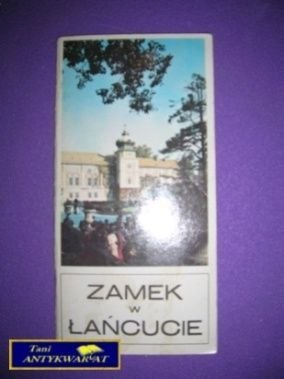 ZAMEK
W
ŁAŃCUCIE
Tani
ANTYKWARIAT